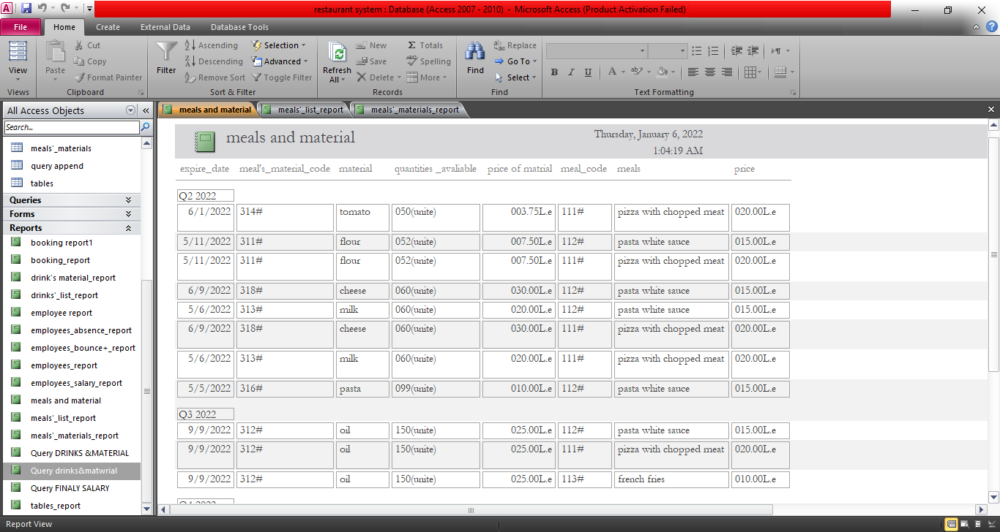 restaurant system : Database (Access 2007 - 2010) - Microsoft Access (Product Activation Failed)
File Home Create External Data Database Tools
View
Views
Paste
Cut
Copy
Format Painter
Clipboard
Filter
Ascending
Descending
Remove Sort
Selection
Advanced
Toggle Filter
Sort & Filter
Refresh
All
New
Save
Delete
Totals
Spelling
More
Records
Find
Replace
Go To
Select
Find
B I U
Text Formatting
All Access Objects
Search...
meals'_materials
query append
tables
Queries
Forms
Reports
booking report1
booking_report
drink's material_report
drinks'_list_report
employee report
employees_absence_report
employees_bounce+_report
employees_report
employees_salary_report
meals and material
meals'_list_report
meals'_materials_report
Query DRINKS &MATERIAL
Query drinks&matwrial
Query FINALY SALARY
tables_report
meals and material meals'_list_report meals'_materials_report
meals and material
Thursday, January 6, 2022
1:04:19 AM
expire_date meal's_material_code material quantities _avaliable price of matrial meal_code meals price
Q2 2022
6/1/2022 314# tomato 050(unite) 003.75L.e 111# pizza with chopped meat 020.00L.e
5/11/2022 311# flour 052(unite) 007.50L.e 112# pasta white sauce 015.00L.e
5/11/2022 311# flour 052(unite) 007.50L.e 111# pizza with chopped meat 020.00L.e
6/9/2022 318# cheese 060(unite) 030.00L.e 112# pasta white sauce 015.00L.e
5/6/2022 313# milk 060(unite) 020.00L.e 112# pasta white sauce 015.00L.e
6/9/2022 318# cheese 060(unite) 030.00L.e 111# pizza with chopped meat 020.00L.e
5/6/2022 313# milk 060(unite) 020.00L.e 111# pizza with chopped meat 020.00L.e
5/5/2022 316# pasta 099(unite) 010.00L.e 112# pasta white sauce 015.00L.e
Q3 2022
9/9/2022 312# oil 150(unite) 025.00L.e 112# pasta white sauce 015.00L.e
9/9/2022 312# oil 150(unite) 025.00L.e 111# pizza with chopped meat 020.00L.e
9/9/2022 312# oil 150(unite) 025.00L.e 113# french fries 010.00L.e
Q4 2022
Report View